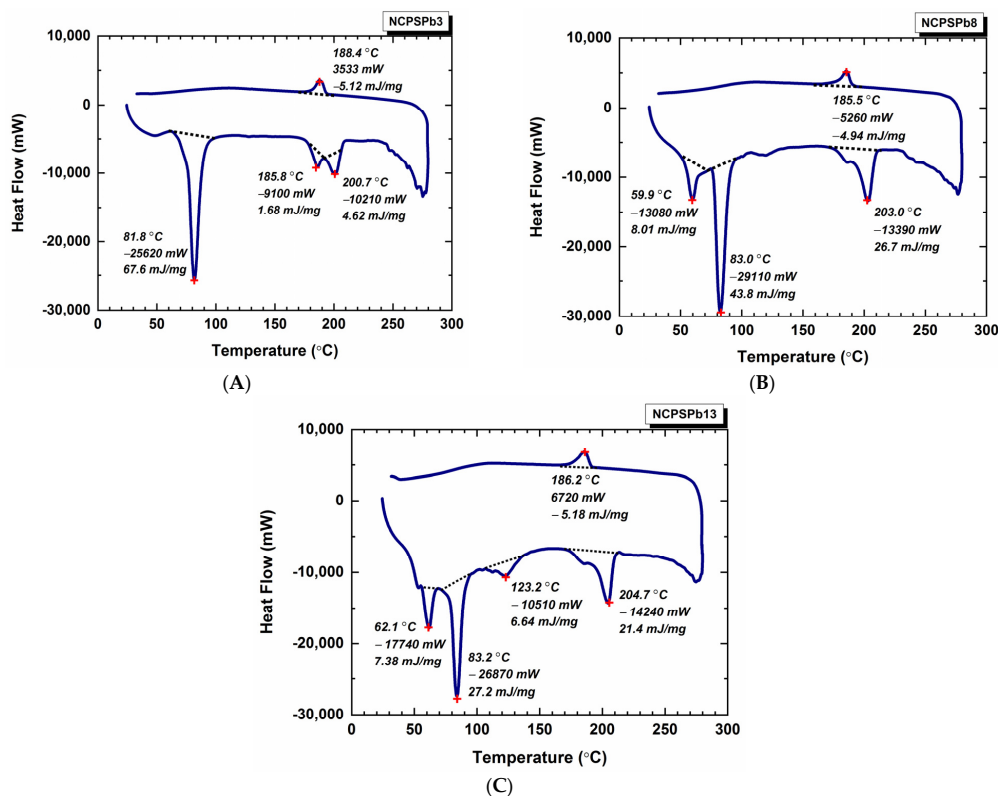 NCPSPb3
10,000
0
-10,000
-20,000
-30,000
0
50
100
150
200
250
300
Heat Flow (mW)
Temperature (°C)
188.4 °C
3533 mW
−5.12 mJ/mg
185.8 °C
−9100 mW
1.68 mJ/mg
200.7 °C
−10210 mW
4.62 mJ/mg
81.8 °C
−25620 mW
67.6 mJ/mg
(A)
NCPSPb8
10,000
0
-10,000
-20,000
-30,000
0
50
100
150
200
250
300
Heat Flow (mW)
Temperature (°C)
185.5 °C
−5260 mW
−4.94 mJ/mg
59.9 °C
−13080 mW
8.01 mJ/mg
203.0 °C
−13390 mW
26.7 mJ/mg
83.0 °C
−29110 mW
43.8 mJ/mg
(B)
NCPSPb13
10,000
0
-10,000
-20,000
-30,000
0
50
100
150
200
250
300
Heat Flow (mW)
Temperature (°C)
186.2 °C
6720 mW
− 5.18 mJ/mg
123.2 °C
− 10510 mW
6.64 mJ/mg
204.7 °C
− 14240 mW
21.4 mJ/mg
62.1 °C
− 17740 mW
7.38 mJ/mg
83.2 °C
− 26870 mW
27.2 mJ/mg
(C)